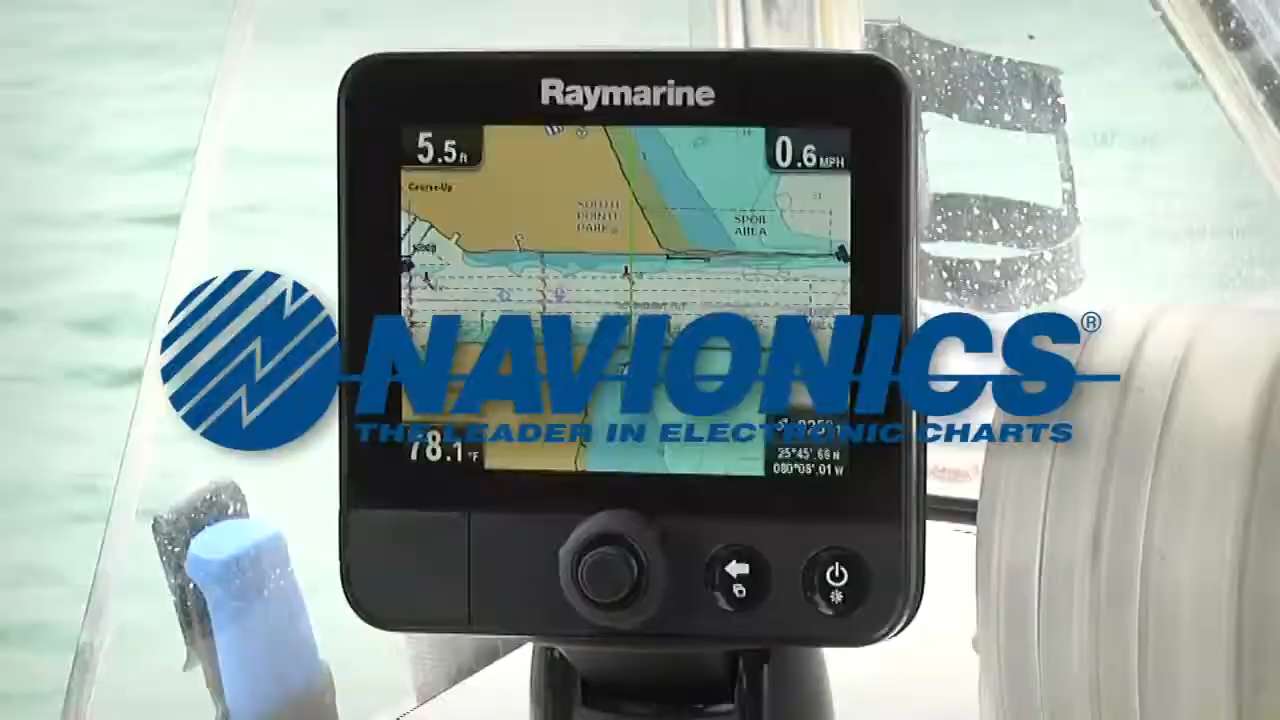 Raymarine
5.5 ft
0.6 MPH
Course-Up
SOUTH
POINTE
PARK
SPOIL
AREA
NAVIONICS®
THE LEADER IN ELECTRONIC CHARTS
78.1 °F
25°45'.66 N
080°08'.01 W